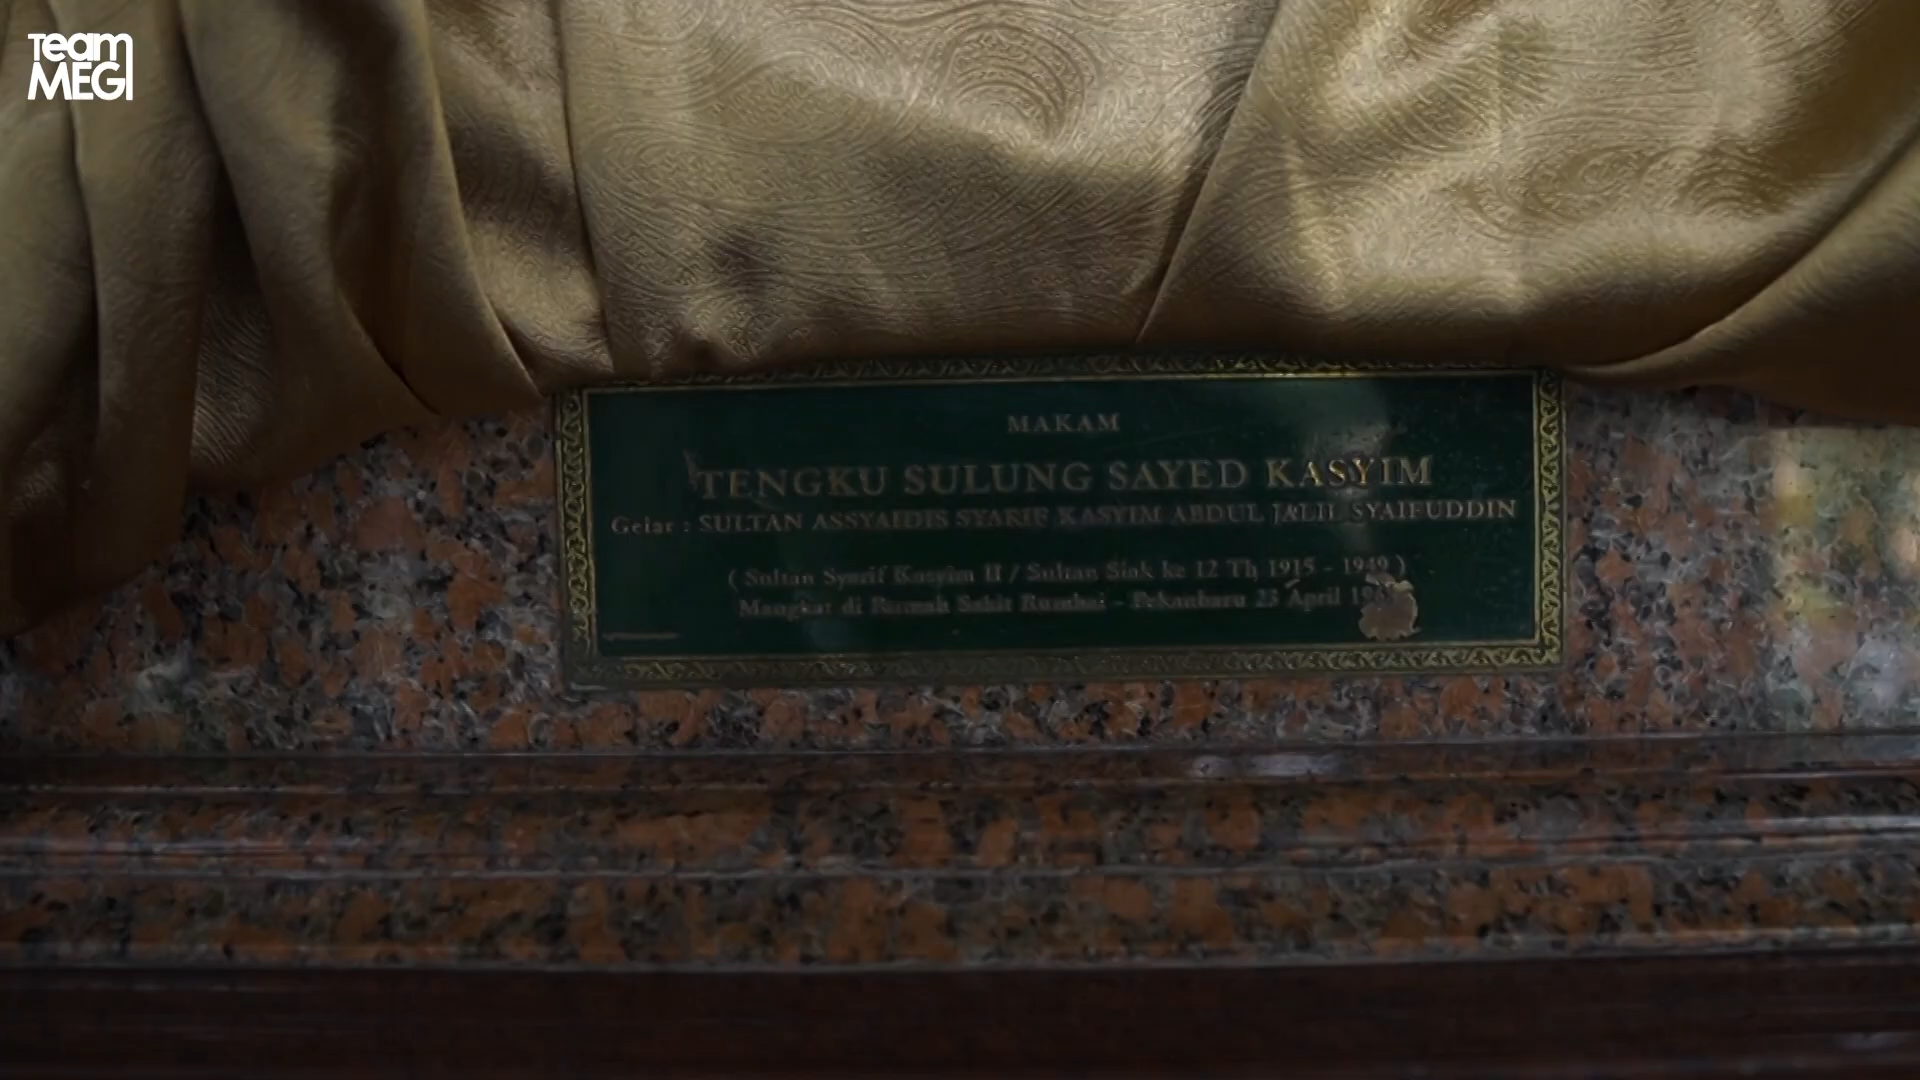 Team
MEGI
MAKAM
TENGKU SULUNG SAYED KASYIM
Gelar : SULTAN ASSYAIDIS SYARIF KASYIM ABDUL JALIL SYAIFUDDIN
( Sultan Syarif Kasyim II / Sultan Siak ke 12 Th 1915 - 1949 )
Mangkat di Rumah Sakit Rumbai - Pekanbaru 23 April